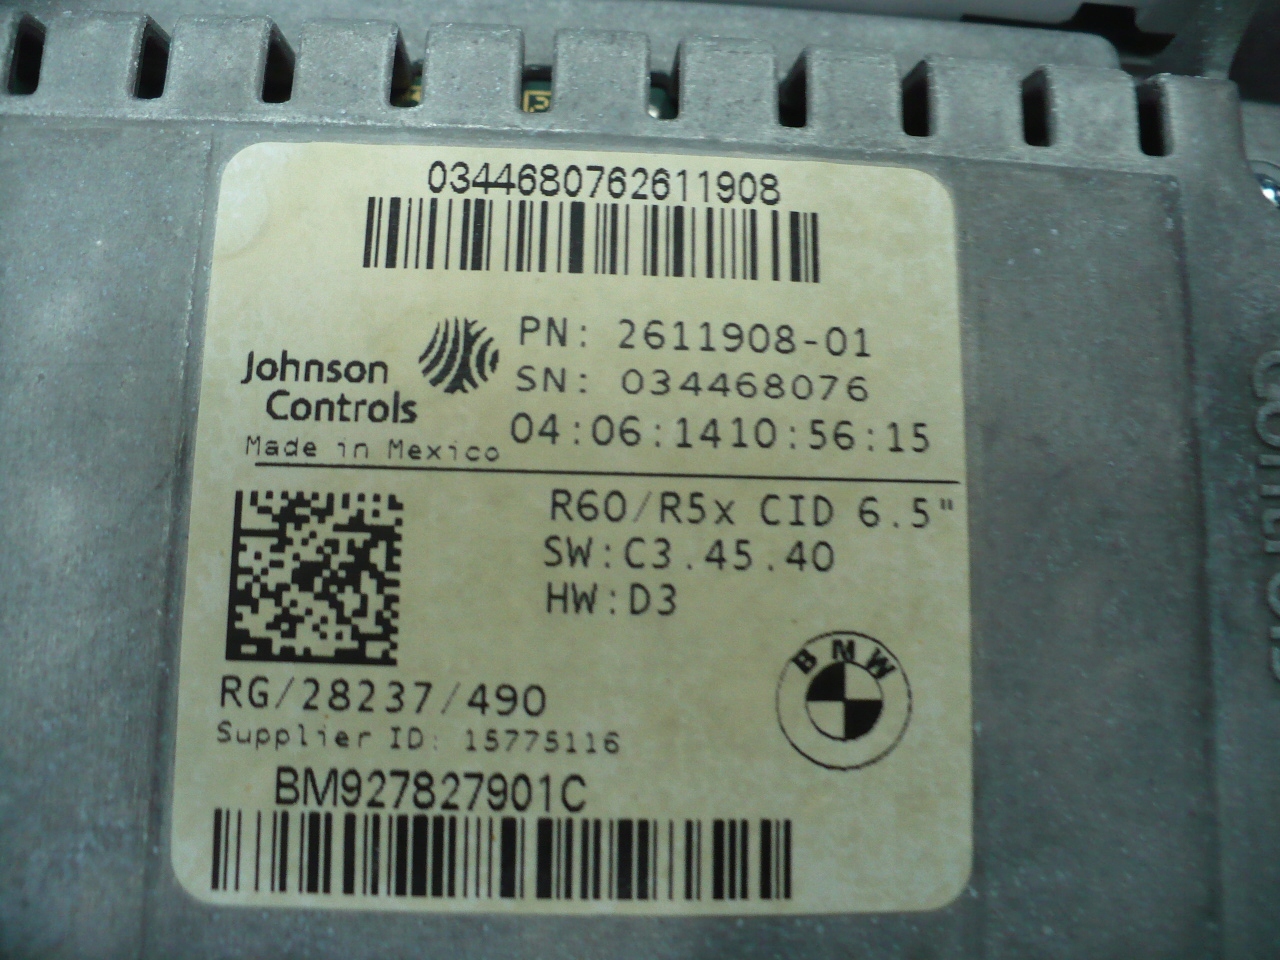 0344680762611908
PN: 2611908-01
SN: 034468076
04:06:1410:56:15
Johnson
Controls
Made in Mexico
R60/R5x CID 6.5"
SW:C3.45.40
HW:D3
BMW
RG/28237/490
Supplier ID: 15775116
BM927827901C